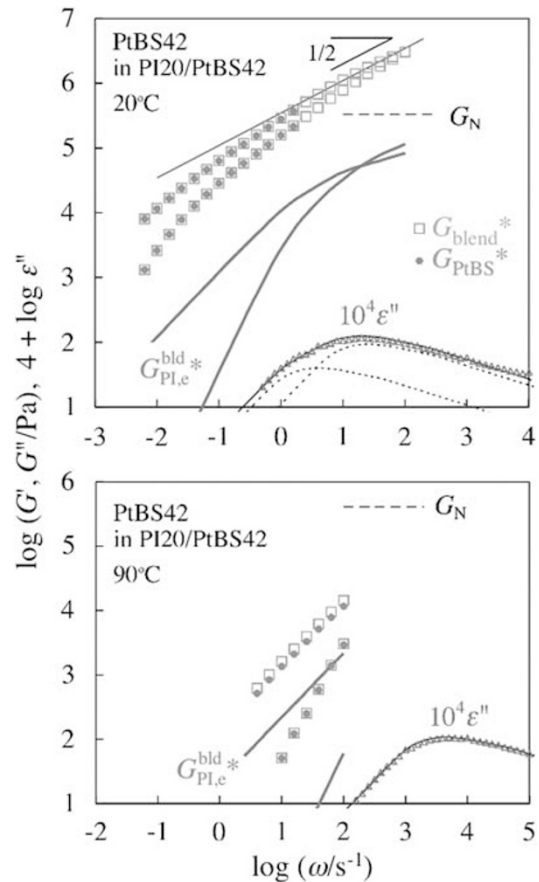 log (G', G''/Pa), 4 + log ε''
7
6
5
4
3
2
1
PtBS42
in PI20/PtBS42
20°C
1/2
G_N
G_blend*
G_PtBS*
10^4 ε''
G_PI,e^bld*
-3 -2 -1 0 1 2 3 4
6
5
4
3
2
1
PtBS42
in PI20/PtBS42
90°C
G_N
G_PI,e^bld*
10^4 ε''
-2 -1 0 1 2 3 4 5
log (ω/s^-1)